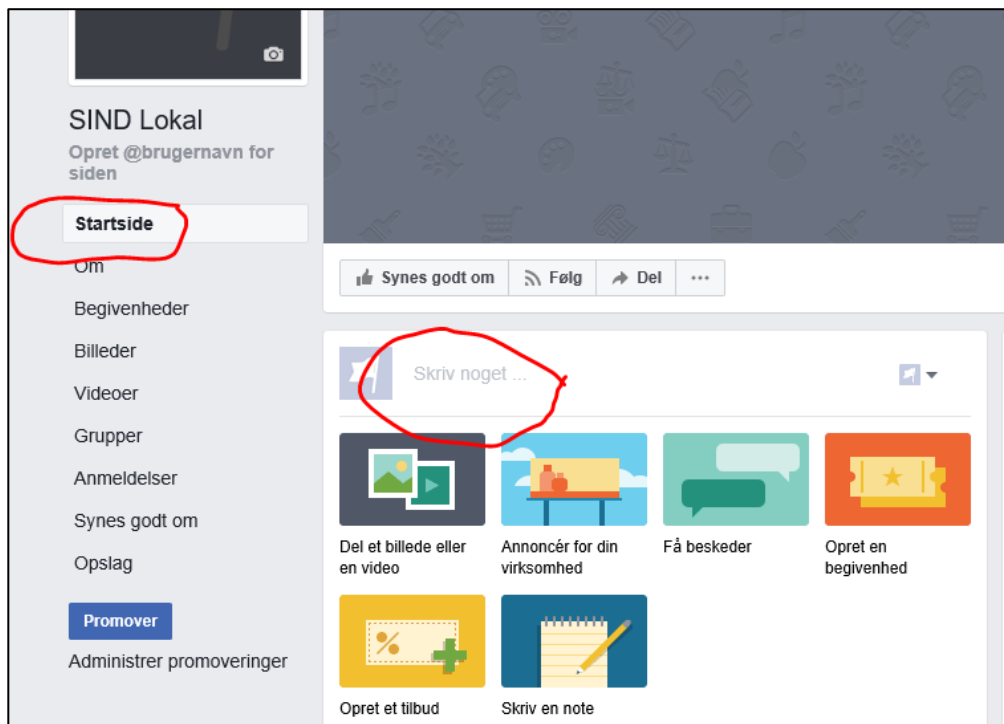 SIND Lokal
Opret @brugernavn for
siden
Startside
Om
Begivenheder
Billeder
Videoer
Grupper
Anmeldelser
Synes godt om
Opslag
Promover
Administrer promoveringer
Synes godt om
Følg
Del
Skriv noget ...
Del et billede eller
en video
Annoncér for din
virksomhed
Få beskeder
Opret en
begivenhed
%
Opret et tilbud
Skriv en note